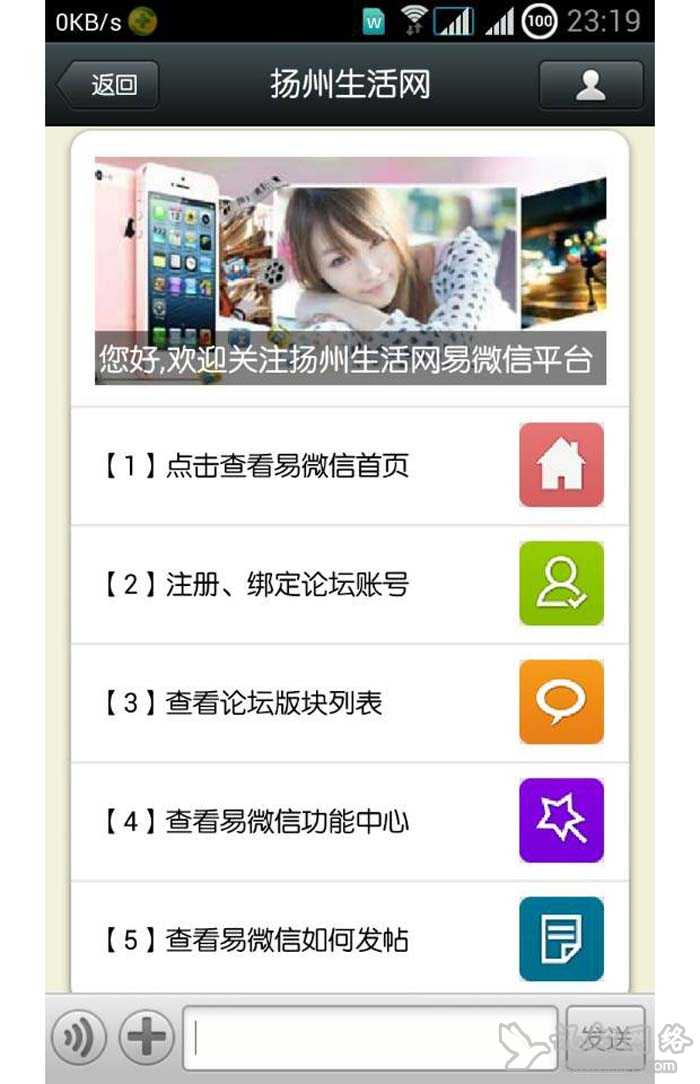 0KB/s W 100 23:19
返回 扬州生活网
您好,欢迎关注扬州生活网易微信平台
【1】点击查看易微信首页
【2】注册、绑定论坛账号
【3】查看论坛版块列表
【4】查看易微信功能中心
【5】查看易微信如何发帖
发送